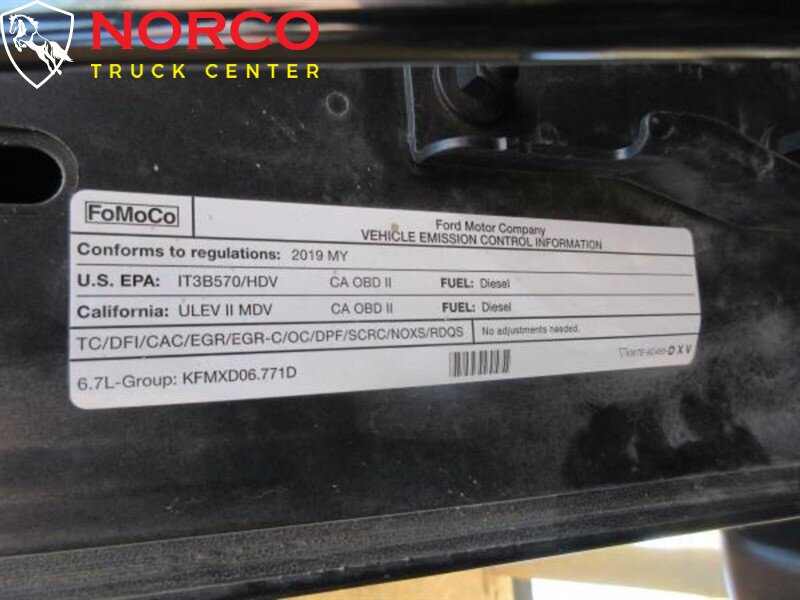 NORCO
TRUCK CENTER
FoMoCo
Ford Motor Company
VEHICLE EMISSION CONTROL INFORMATION
Conforms to regulations: 2019 MY
U.S. EPA: IT3B570/HDV CA OBD II FUEL: Diesel
California: ULEV II MDV CA OBD II FUEL: Diesel
TC/DFI/CAC/EGR/EGR-C/OC/DPF/SCRC/NOXS/RDQS No adjustments needed.
DXV
6.7L-Group: KFMXD06.771D